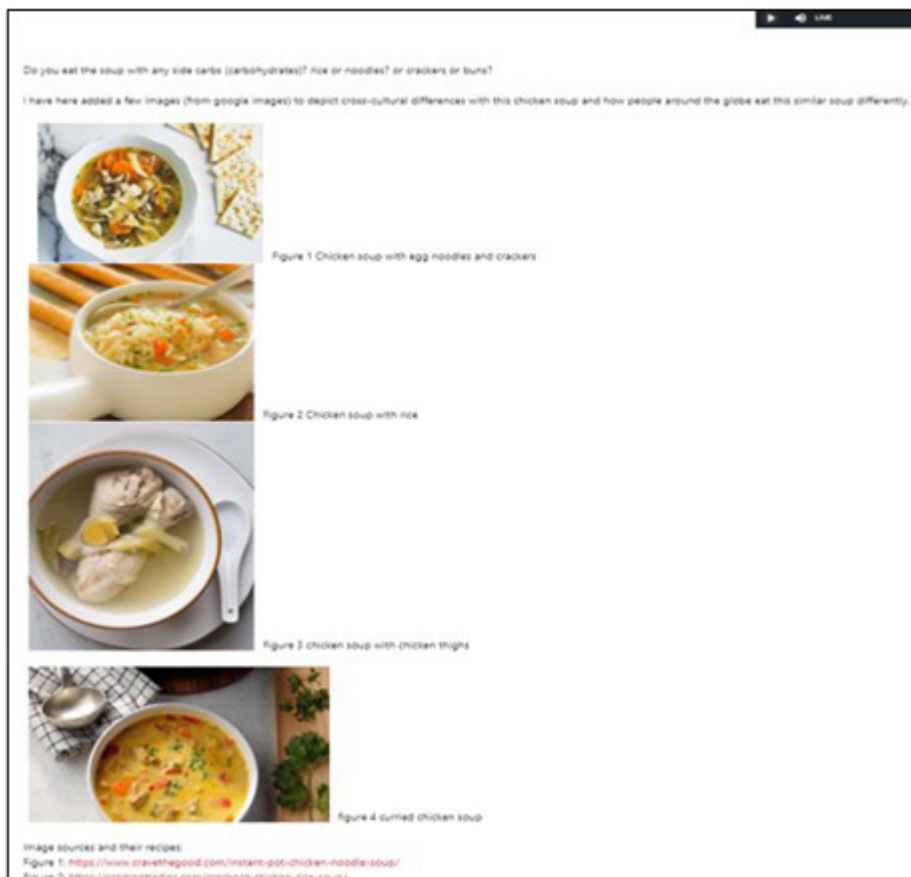 LIVE
Do you eat the soup with any side carbs (carbohydrates)? rice or noodles? or crackers or buns?
I have here added a few images (from google images) to depict cross-cultural differences with this chicken soup and how people around the globe eat this similar soup differently.
Figure 1 Chicken soup with egg noodles and crackers
Figure 2 Chicken soup with rice
Figure 3 chicken soup with chicken thighs
figure 4 curried chicken soup
Image sources and their recipes:
Figure 1: https://www.cravethegood.com/instant-pot-chicken-noodle-soup/
Figure 2: